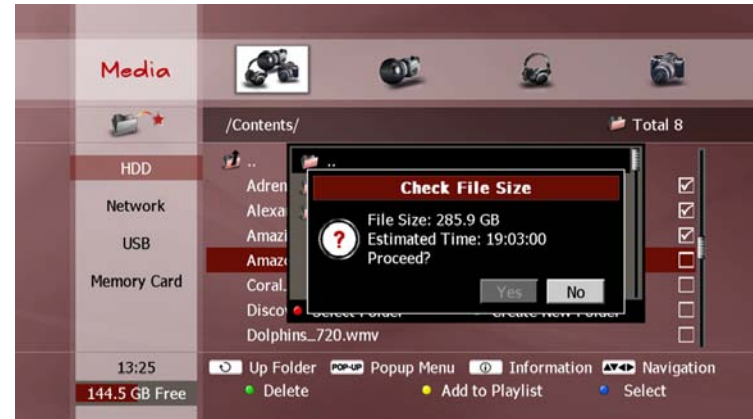 Media
/Contents/
Total 8
HDD
Network
USB
Memory Card
..
..
Adren
Alexa
Amazi
Amazo
Coral.
Disco
Dolphins_720.wmv
Check File Size
File Size: 285.9 GB
Estimated Time: 19:03:00
Proceed?
?
Yes
No
Select Folder
Create New Folder
13:25
144.5 GB Free
Up Folder
POP-UP Popup Menu
Information
Navigation
Delete
Add to Playlist
Select